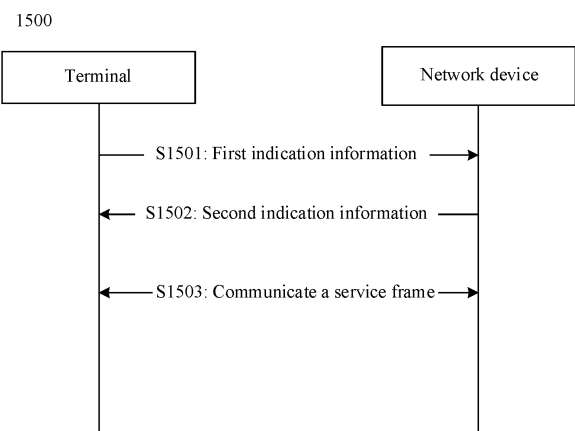 1500
Terminal
Network device
S1501: First indication information
S1502: Second indication information
S1503: Communicate a service frame